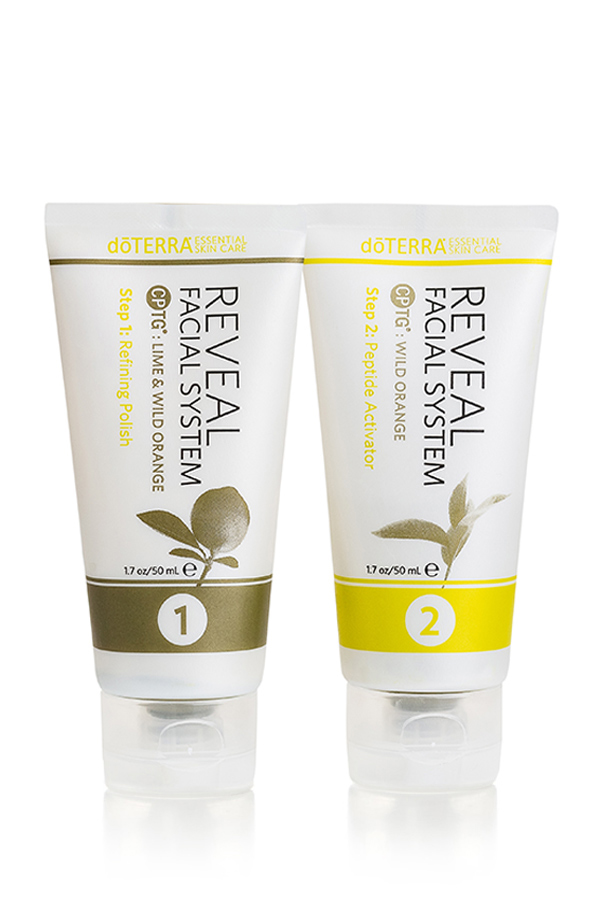 dōTERRA® ESSENTIAL
SKIN CARE
REVEAL
FACIAL SYSTEM
CPTG®: LIME & WILD ORANGE
Step 1: Refining Polish
1.7 oz/50 mL ℮
1
dōTERRA® ESSENTIAL
SKIN CARE
REVEAL
FACIAL SYSTEM
CPTG®: WILD ORANGE
Step 2: Peptide Activator
1.7 oz/50 mL ℮
2